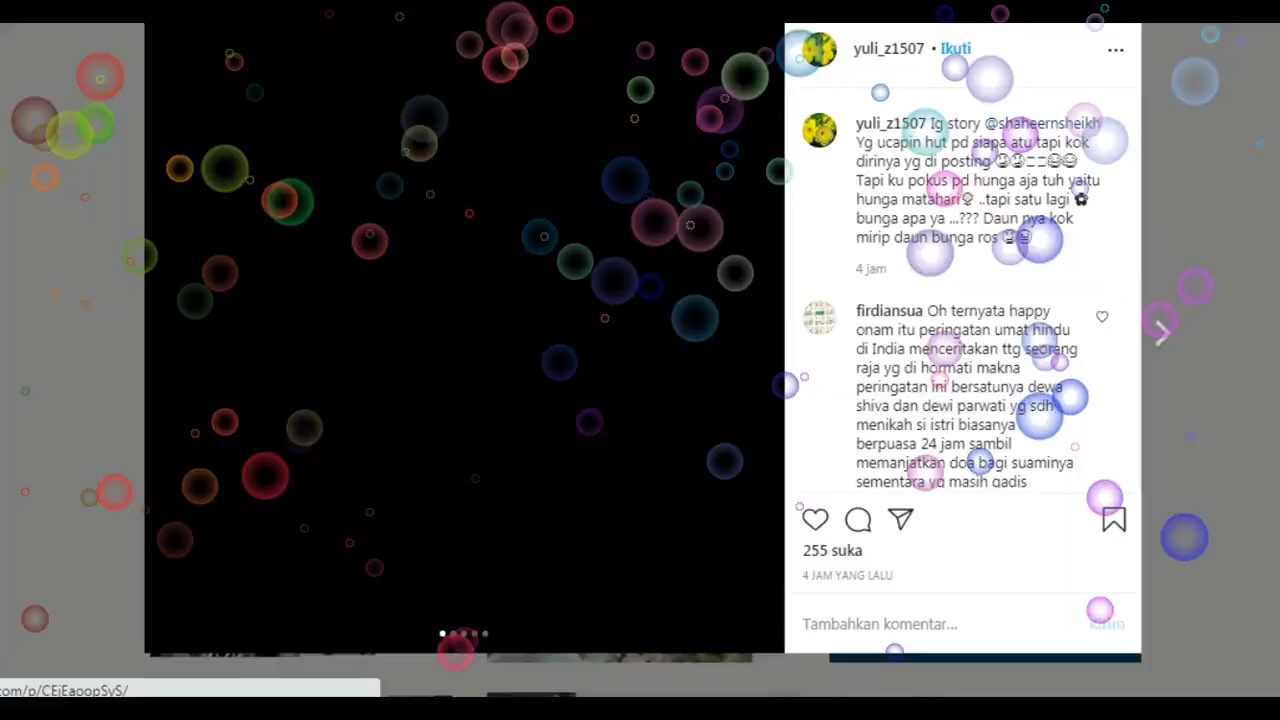 yuli_z1507 • Ikuti
yuli_z1507 Ig story @shaheernsheikh
Yg ucapin hut pd siapa atu tapi kok
dirinya yg di posting
Tapi ku pokus pd hunga aja tuh yaitu
hunga matahari ..tapi satu lagi
bunga apa ya ...??? Daun nya kok
mirip daun bunga ros
4 jam
firdiansua Oh ternyata happy
onam itu peringatan umat hindu
di India menceritakan ttg seorang
raja yg di hormati makna
peringatan ini bersatunya dewa
shiva dan dewi parwati yg sdh
menikah si istri biasanya
berpuasa 24 jam sambil
memanjatkan doa bagi suaminya
sementara yg masih gadis
255 suka
4 JAM YANG LALU
Tambahkan komentar...
Kirim
com/p/CEjEaoopSvS/